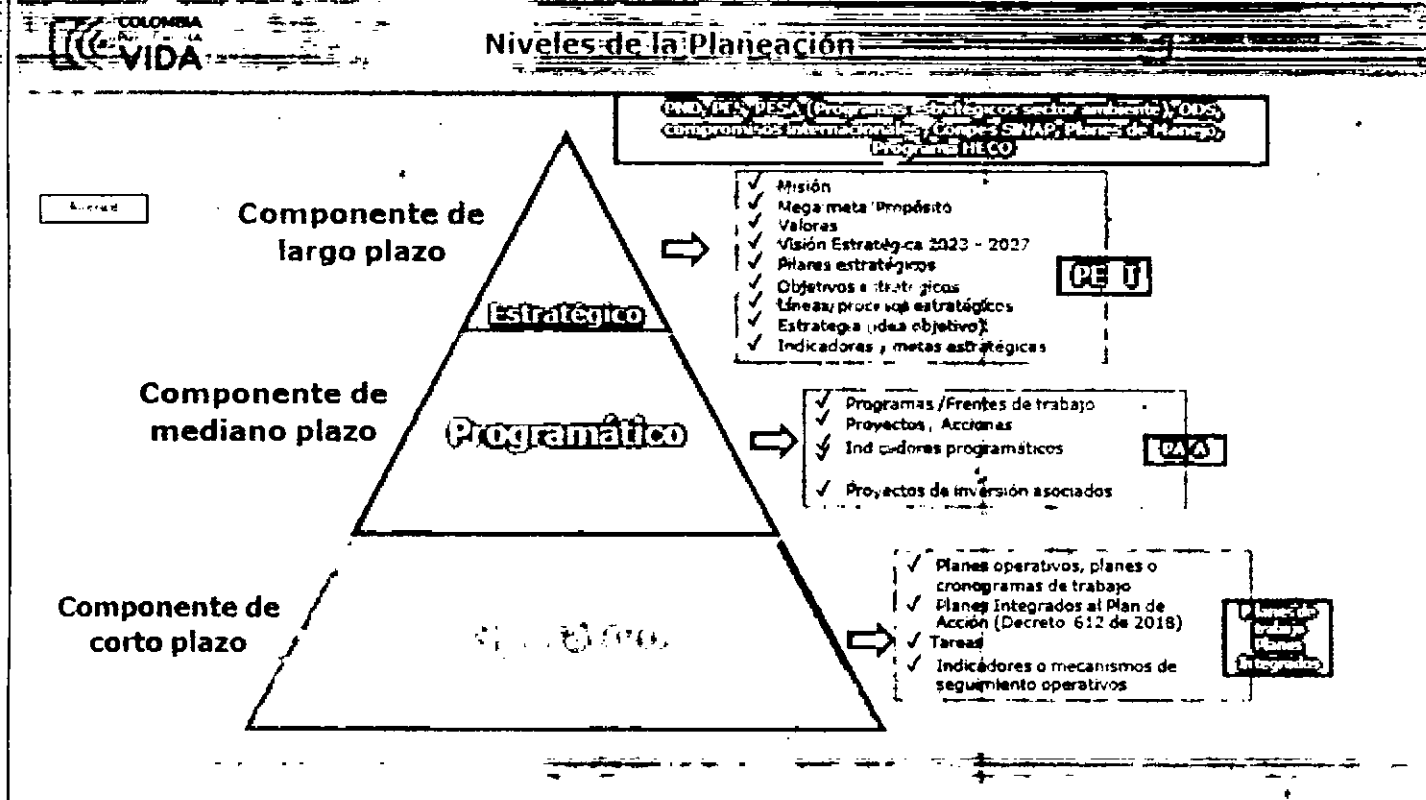 COLOMBIA
VIDA
Niveles de la Planeación
PND, PES, PESA (Programas estratégicos sector ambiente), ODS,
compromisos internacionales, Conpes SINAP, Planes de Manejo,
Programa HECO
Componente de
largo plazo
✓ Misión
✓ Mega meta/Propósito
✓ Valores
✓ Visión Estratégica 2023 - 2027
✓ Pilares estratégicos
✓ Objetivos estratégicos
✓ Líneas/procesos estratégicos
✓ Estrategia (idea objetivo)
✓ Indicadores y metas estratégicas
Estratégico
Componente de
mediano plazo
Programático
✓ Programas /Frentes de trabajo
✓ Proyectos, Acciones
✓ Indicadores programáticos
✓ Proyectos de inversión asociados
Componente de
corto plazo
✓ Planes operativos, planes o
cronogramas de trabajo
✓ Planes Integrados al Plan de
Acción (Decreto 612 de 2018)
✓ Tareas
✓ Indicadores o mecanismos de
seguimiento operativos
Planes de
Planes
Integrados